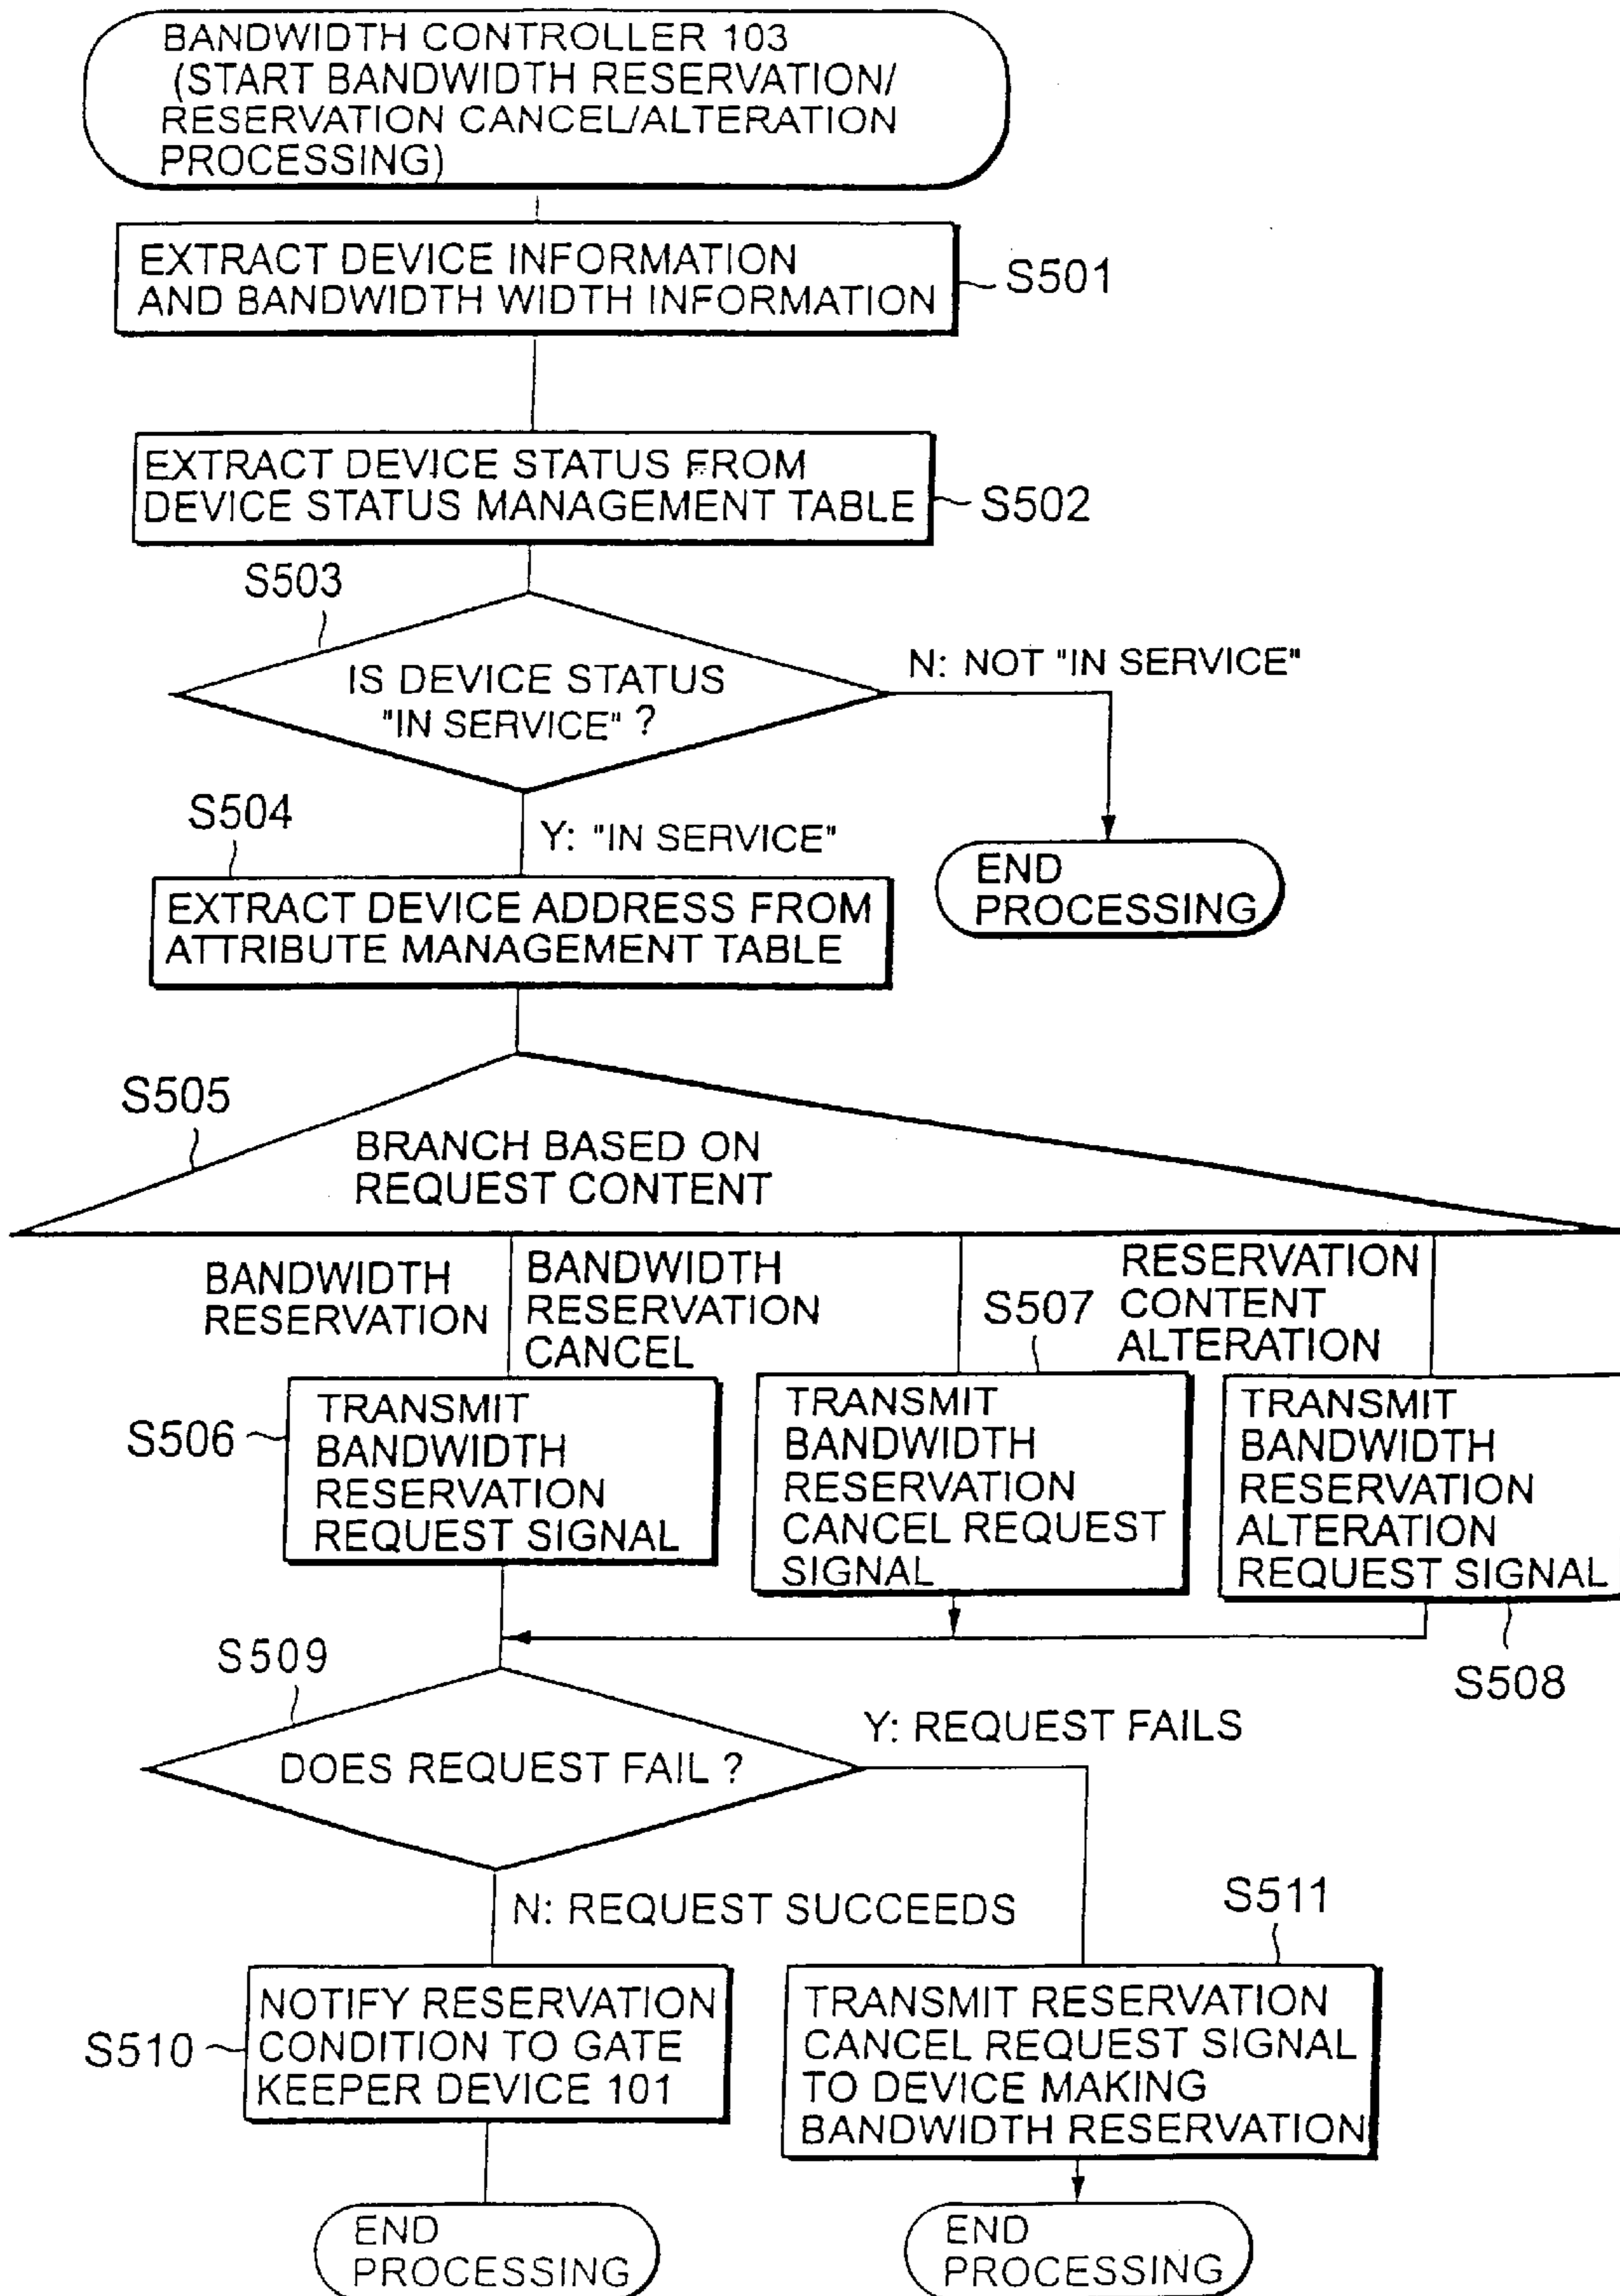 BANDWIDTH CONTROLLER 103
(START BANDWIDTH RESERVATION/
RESERVATION CANCEL/ALTERATION
PROCESSING)
EXTRACT DEVICE INFORMATION
AND BANDWIDTH WIDTH INFORMATION
S501
EXTRACT DEVICE STATUS FROM
DEVICE STATUS MANAGEMENT TABLE
S502
S503
IS DEVICE STATUS
"IN SERVICE" ?
N: NOT "IN SERVICE"
END
PROCESSING
Y: "IN SERVICE"
S504
EXTRACT DEVICE ADDRESS FROM
ATTRIBUTE MANAGEMENT TABLE
S505
BRANCH BASED ON
REQUEST CONTENT
BANDWIDTH
RESERVATION
BANDWIDTH
RESERVATION
CANCEL
RESERVATION
CONTENT
ALTERATION
S506
TRANSMIT
BANDWIDTH
RESERVATION
REQUEST SIGNAL
S507
TRANSMIT
BANDWIDTH
RESERVATION
CANCEL REQUEST
SIGNAL
TRANSMIT
BANDWIDTH
RESERVATION
ALTERATION
REQUEST SIGNAL
S508
S509
DOES REQUEST FAIL ?
Y: REQUEST FAILS
N: REQUEST SUCCEEDS
S510
NOTIFY RESERVATION
CONDITION TO GATE
KEEPER DEVICE 101
S511
TRANSMIT RESERVATION
CANCEL REQUEST SIGNAL
TO DEVICE MAKING
BANDWIDTH RESERVATION
END
PROCESSING
END
PROCESSING